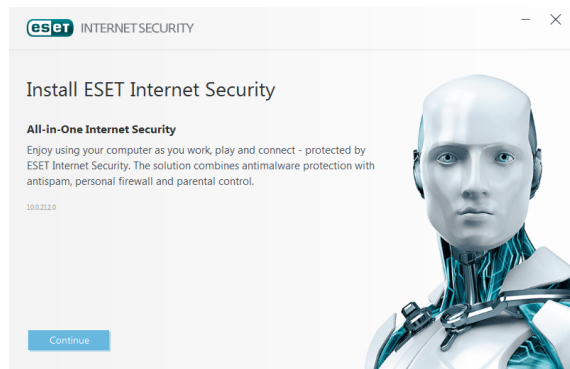 eset INTERNET SECURITY
Install ESET Internet Security
All-in-One Internet Security
Enjoy using your computer as you work, play and connect - protected by
ESET Internet Security. The solution combines antimalware protection with
antispam, personal firewall and parental control.
10.0.212.0
Continue